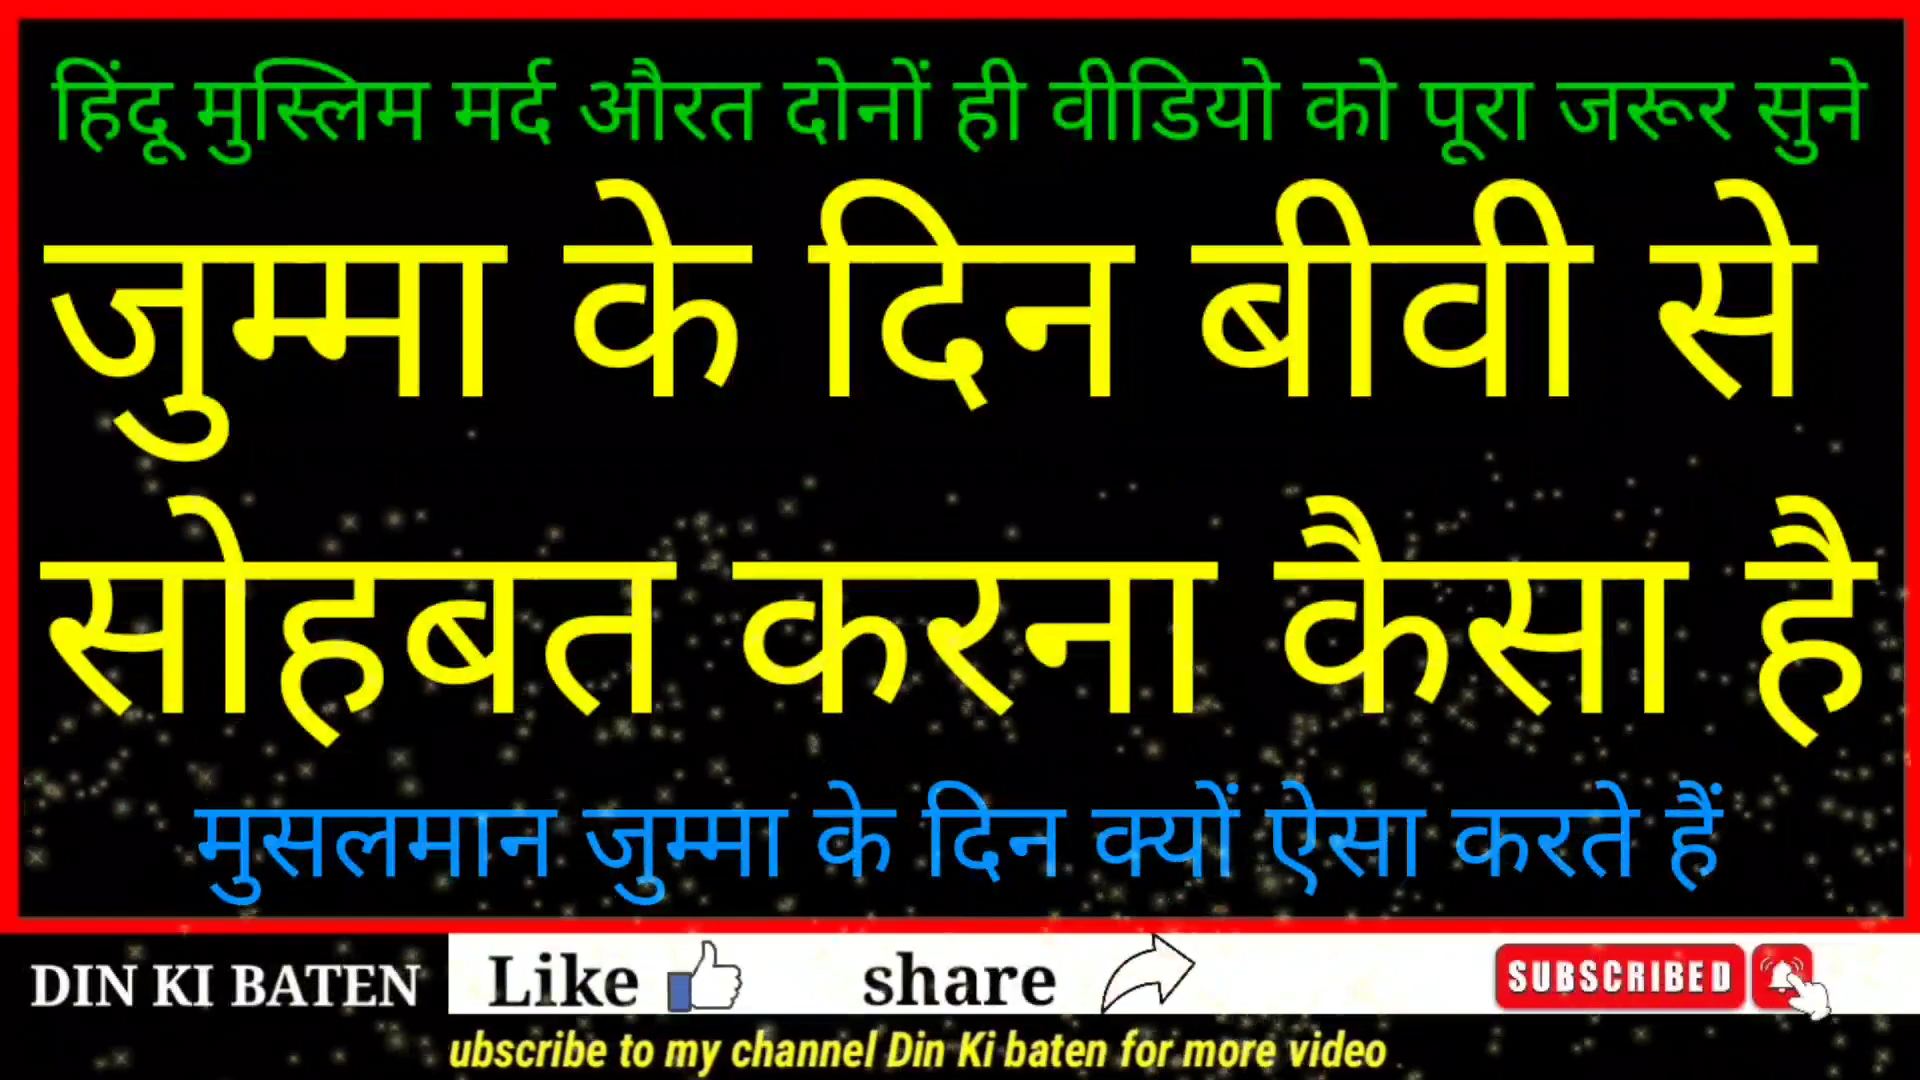 हिंदू मुस्लिम मर्द औरत दोनों ही वीडियो को पूरा जरूर सुने
जुम्मा के दिन बीवी से
सोहबत करना कैसा है
मुसलमान जुम्मा के दिन क्यों ऐसा करते हैं
DIN KI BATEN Like share SUBSCRIBED
ubscribe to my channel Din Ki baten for more video